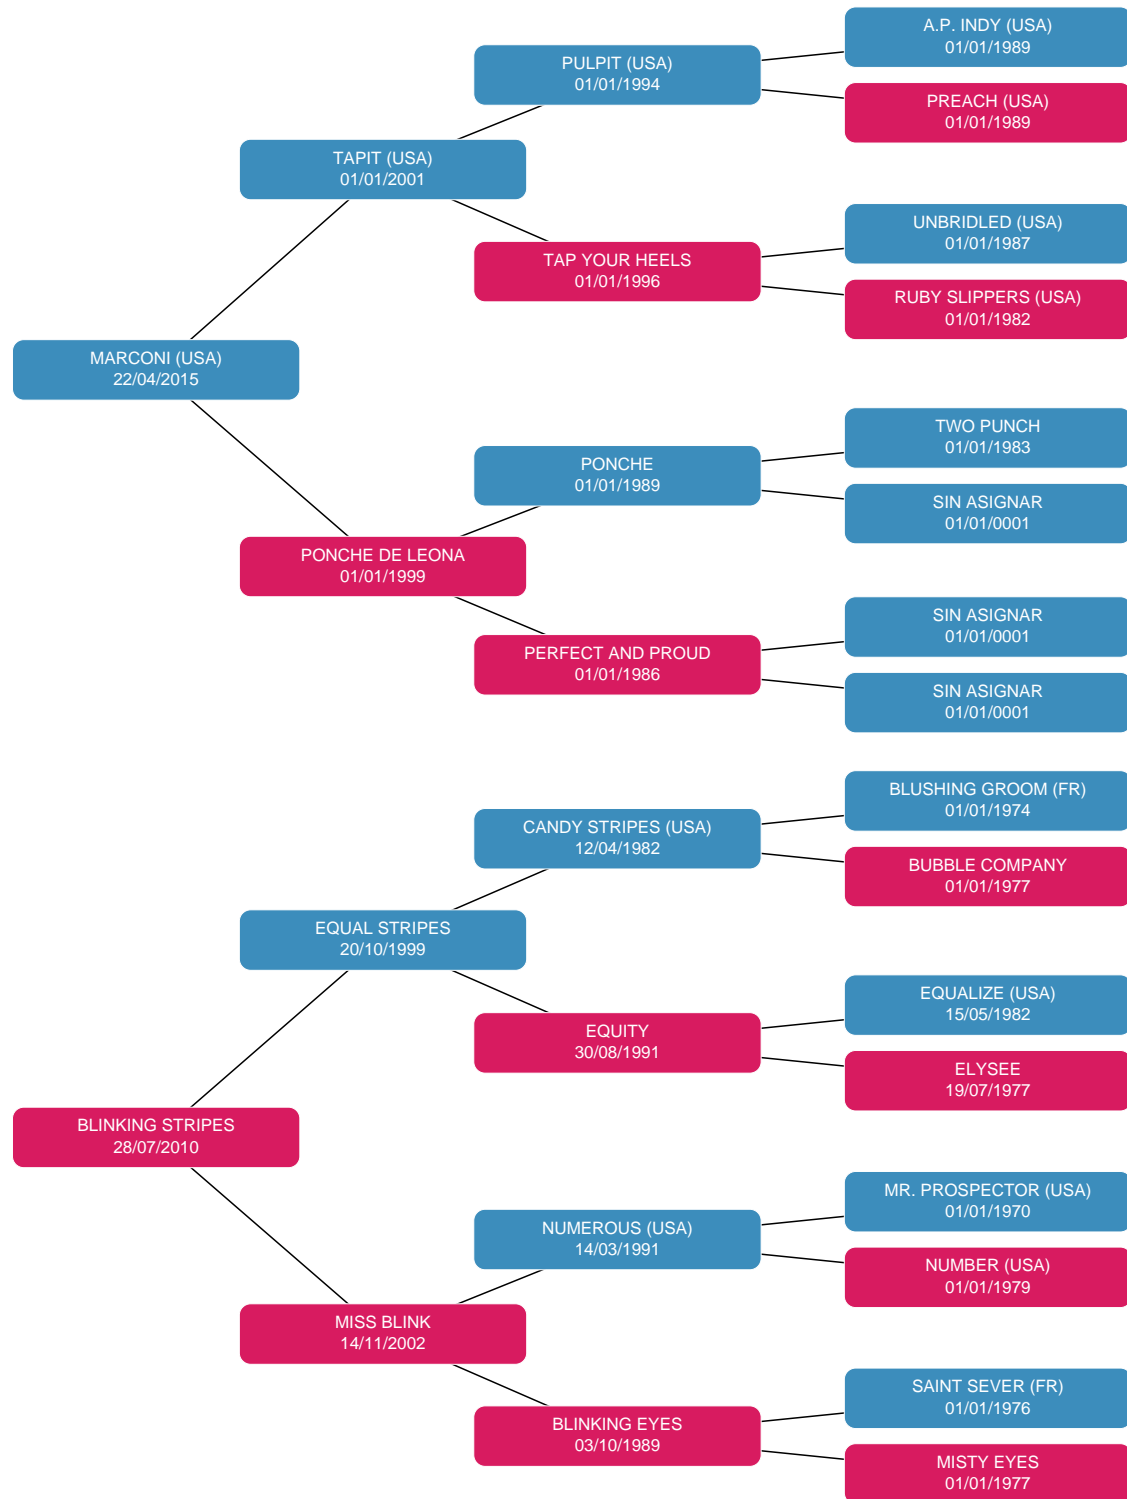 A.P. INDY (USA)
01/01/1989
PULPIT (USA)
01/01/1994
PREACH (USA)
01/01/1989
TAPIT (USA)
01/01/2001
UNBRIDLED (USA)
01/01/1987
TAP YOUR HEELS
01/01/1996
RUBY SLIPPERS (USA)
01/01/1982
MARCONI (USA)
22/04/2015
TWO PUNCH
01/01/1983
PONCHE
01/01/1989
SIN ASIGNAR
01/01/0001
PONCHE DE LEONA
01/01/1999
SIN ASIGNAR
01/01/0001
PERFECT AND PROUD
01/01/1986
SIN ASIGNAR
01/01/0001
BLUSHING GROOM (FR)
01/01/1974
CANDY STRIPES (USA)
12/04/1982
BUBBLE COMPANY
01/01/1977
EQUAL STRIPES
20/10/1999
EQUALIZE (USA)
15/05/1982
EQUITY
30/08/1991
ELYSEE
19/07/1977
BLINKING STRIPES
28/07/2010
MR. PROSPECTOR (USA)
01/01/1970
NUMEROUS (USA)
14/03/1991
NUMBER (USA)
01/01/1979
MISS BLINK
14/11/2002
SAINT SEVER (FR)
01/01/1976
BLINKING EYES
03/10/1989
MISTY EYES
01/01/1977